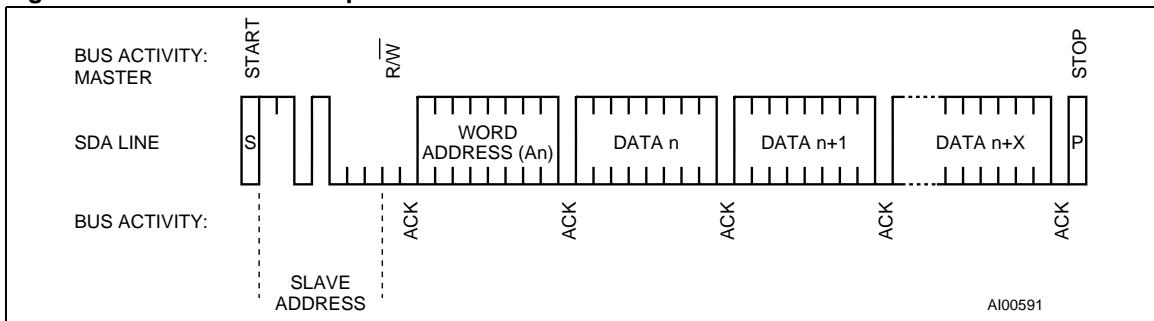 BUS ACTIVITY:
MASTER
START
R/W
STOP
SDA LINE
S
WORD
ADDRESS (An)
DATA n
DATA n+1
DATA n+X
P
BUS ACTIVITY:
ACK
ACK
ACK
ACK
ACK
SLAVE
ADDRESS
AI00591